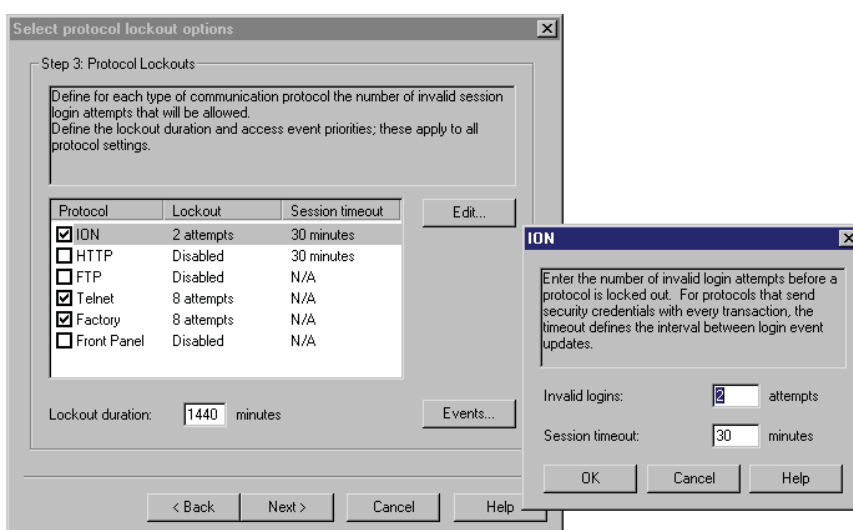 Select protocol lockout options
Step 3: Protocol Lockouts
Define for each type of communication protocol the number of invalid session
login attempts that will be allowed.
Define the lockout duration and access event priorities; these apply to all
protocol settings.
Protocol Lockout Session timeout
ION 2 attempts 30 minutes
HTTP Disabled 30 minutes
FTP Disabled N/A
Telnet 8 attempts N/A
Factory 8 attempts N/A
Front Panel Disabled N/A
Edit...
Lockout duration: 1440 minutes
Events...
< Back Next > Cancel Help
ION
Enter the number of invalid login attempts before a
protocol is locked out. For protocols that send
security credentials with every transaction, the
timeout defines the interval between login event
updates.
Invalid logins: 2 attempts
Session timeout: 30 minutes
OK Cancel Help